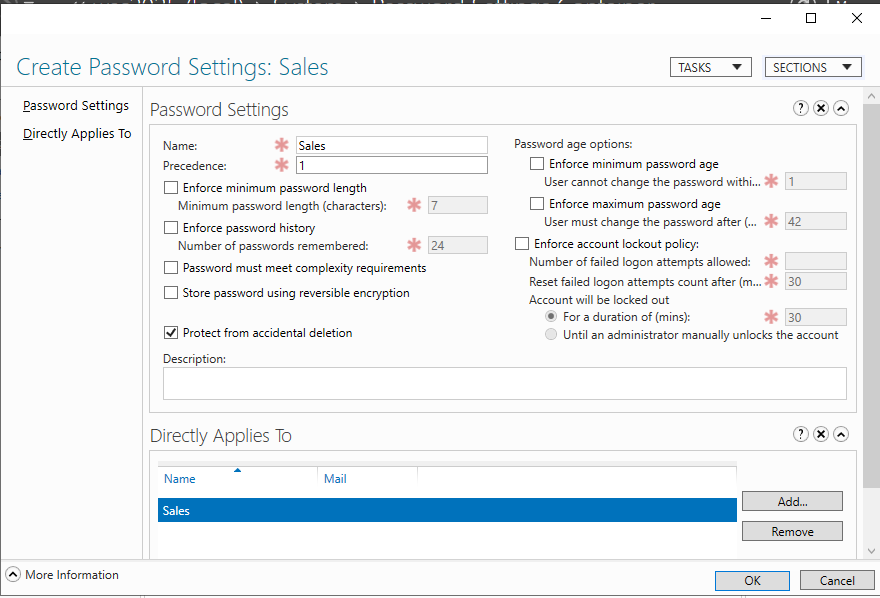 Create Password Settings: Sales
TASKS
SECTIONS
Password Settings
Directly Applies To
Password Settings
Name:
Sales
Precedence:
1
Enforce minimum password length
Minimum password length (characters):
7
Enforce password history
Number of passwords remembered:
24
Password must meet complexity requirements
Store password using reversible encryption
Protect from accidental deletion
Password age options:
Enforce minimum password age
User cannot change the password withi...
1
Enforce maximum password age
User must change the password after (...
42
Enforce account lockout policy:
Number of failed logon attempts allowed:
Reset failed logon attempts count after (m...
30
Account will be locked out
For a duration of (mins):
30
Until an administrator manually unlocks the account
Description:
Directly Applies To
Name
Mail
Sales
Add...
Remove
More Information
OK
Cancel